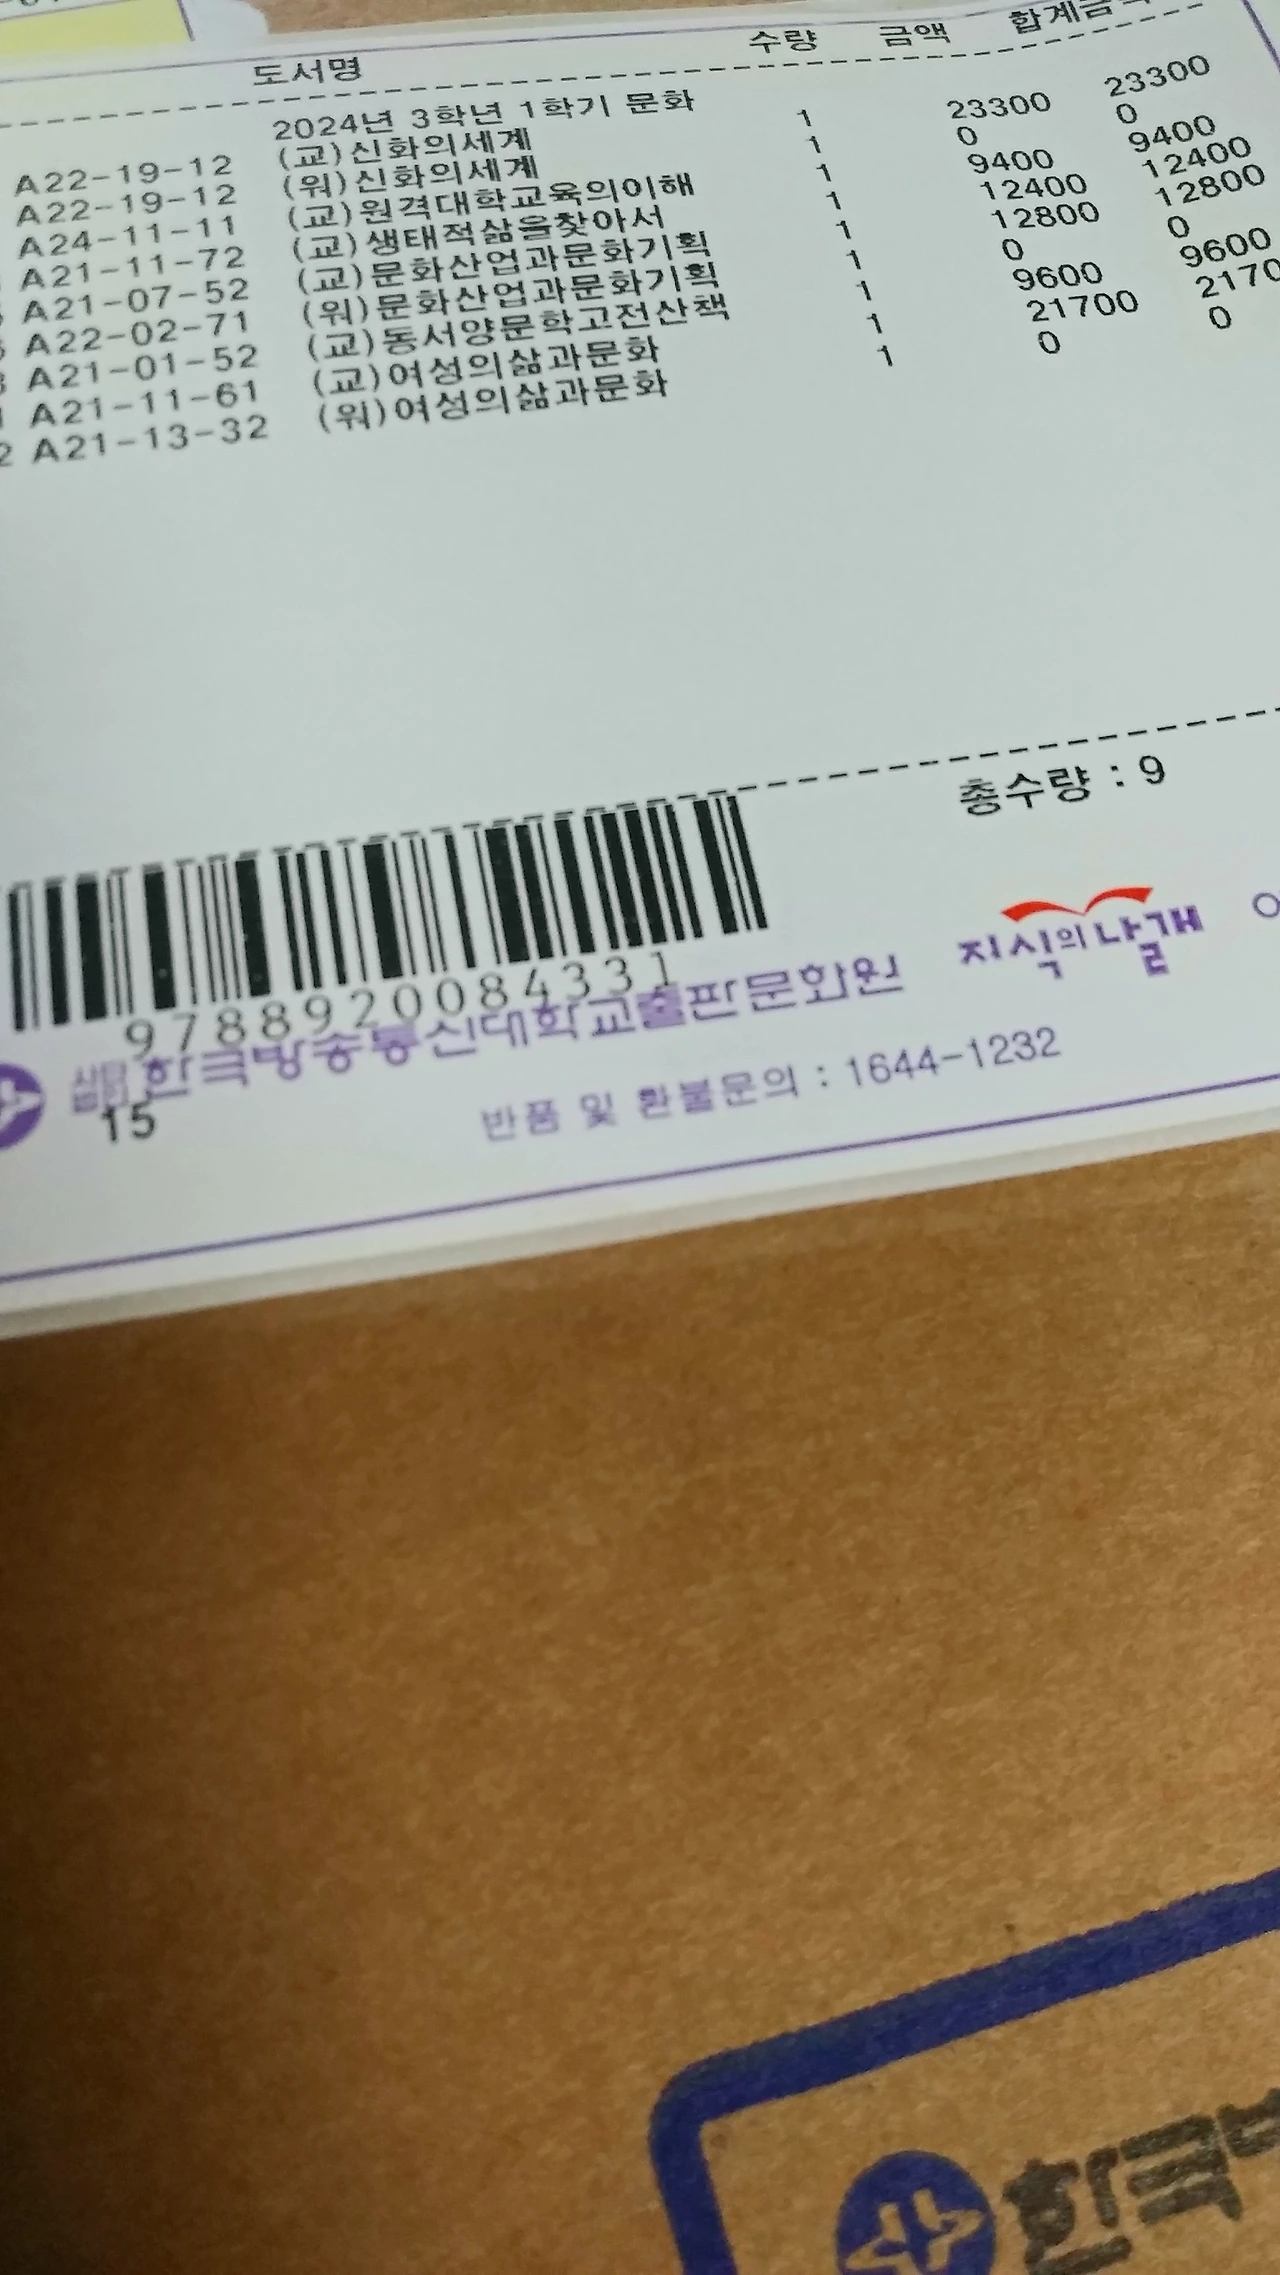 도서명 수량 금액 합계금액
2024년 3학년 1학기 문화
A22-19-12 (교)신화의세계 1 23300 23300
A22-19-12 (워)신화의세계 1 0 0
A24-11-11 (교)원격대학교육의이해 1 9400 9400
A21-11-72 (교)생태적삶을찾아서 1 12400 12400
A21-07-52 (교)문화산업과문화기획 1 12800 12800
A22-02-71 (워)문화산업과문화기획 1 0 0
A21-01-52 (교)동서양문학고전산책 1 9600 9600
A21-11-61 (교)여성의삶과문화 1 21700 2170
2 A21-13-32 (워)여성의삶과문화 1 0 0
총수량 : 9
9788920084331
사단법인 한국방송통신대학교출판문화원 지식의날개
15
반품 및 환불문의 : 1644-1232
한국